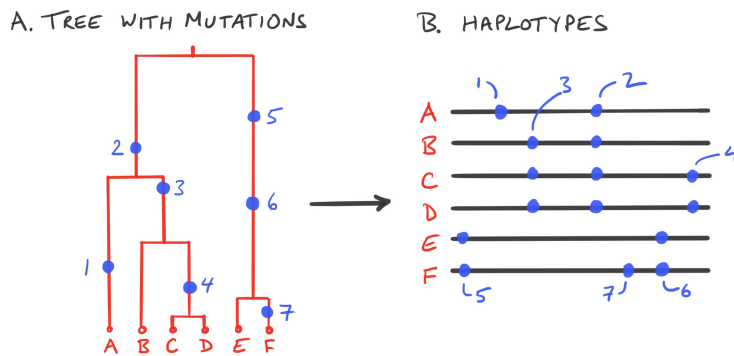 A. TREE WITH MUTATIONS
2
3
1
4
5
6
7
A B C D E F
B. HAPLOTYPES
1
3
2
A
B
C
4
D
E
F
5
7
6